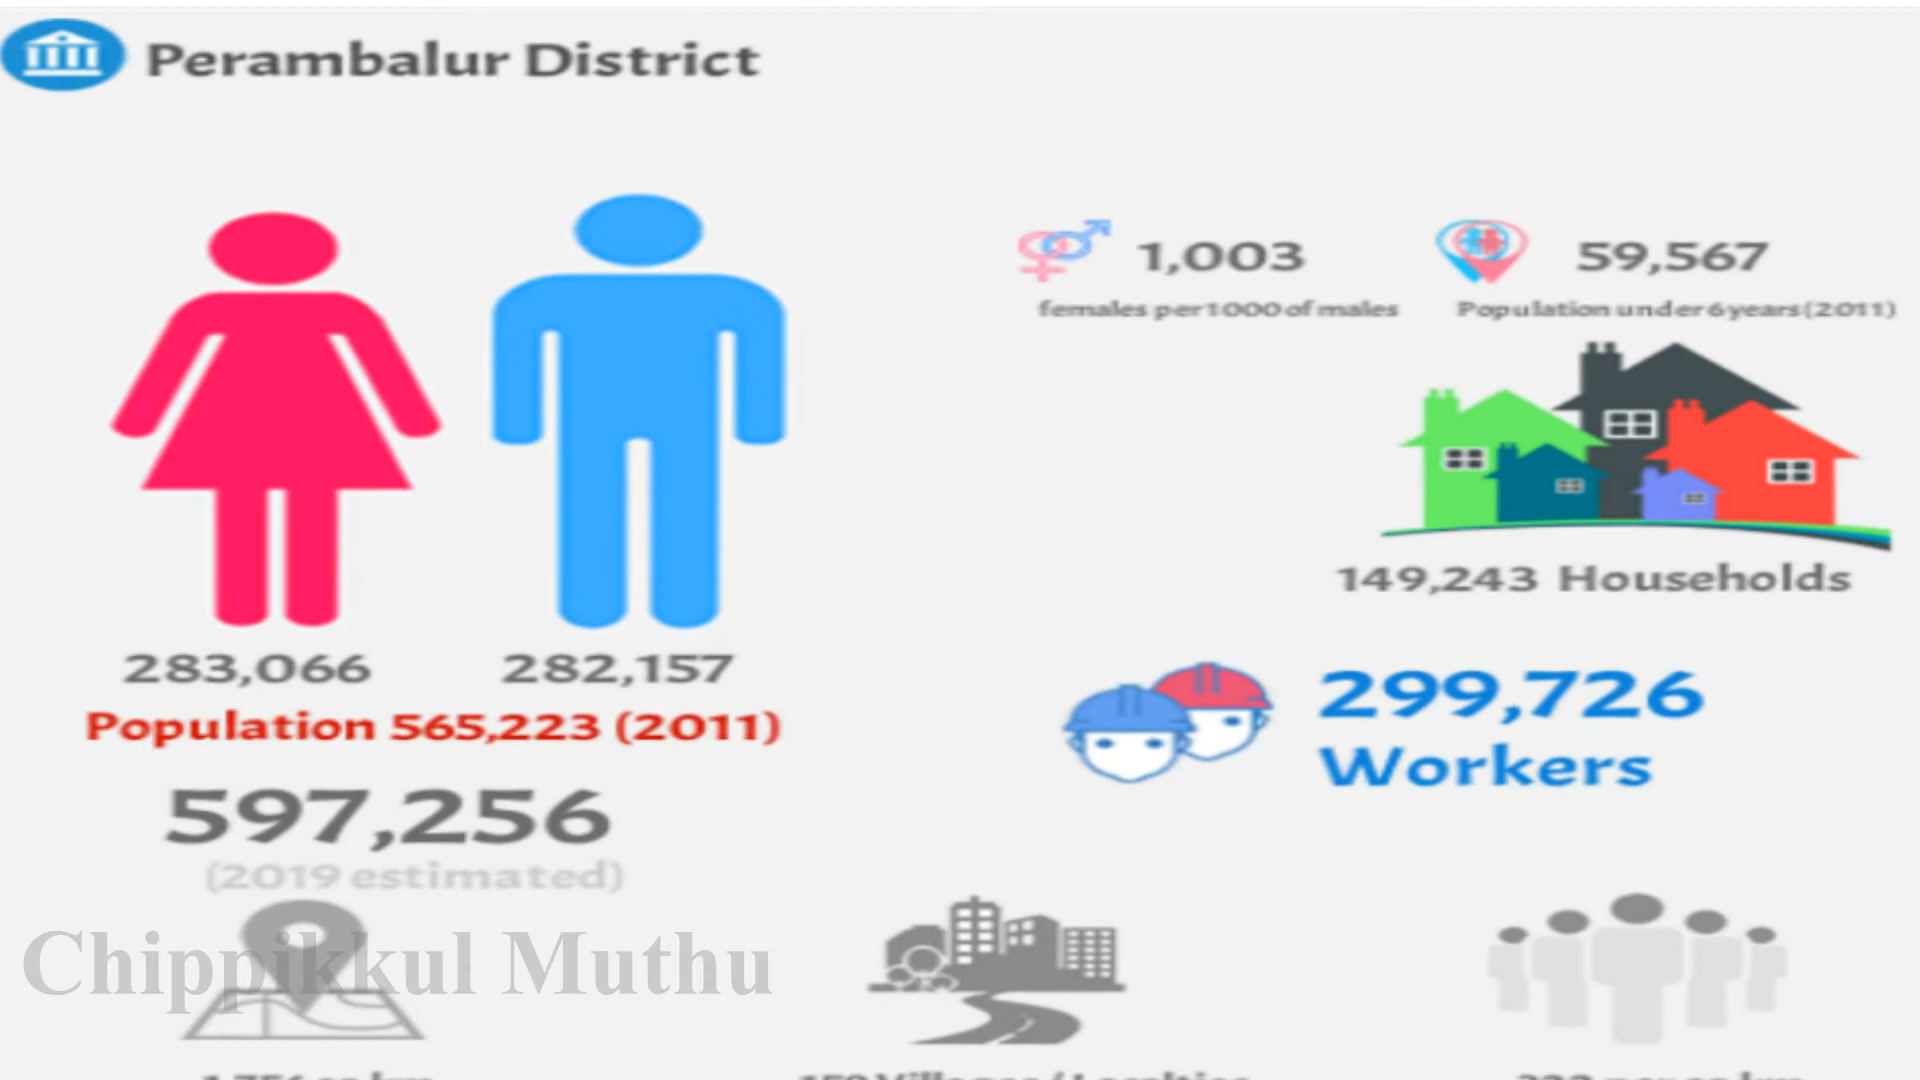 Perambalur District
1,003
females per 1000 of males
59,567
Population under 6 years (2011)
149,243 Households
283,066
282,157
Population 565,223 (2011)
597,256
(2019 estimated)
299,726
Workers
Chippikkul Muthu